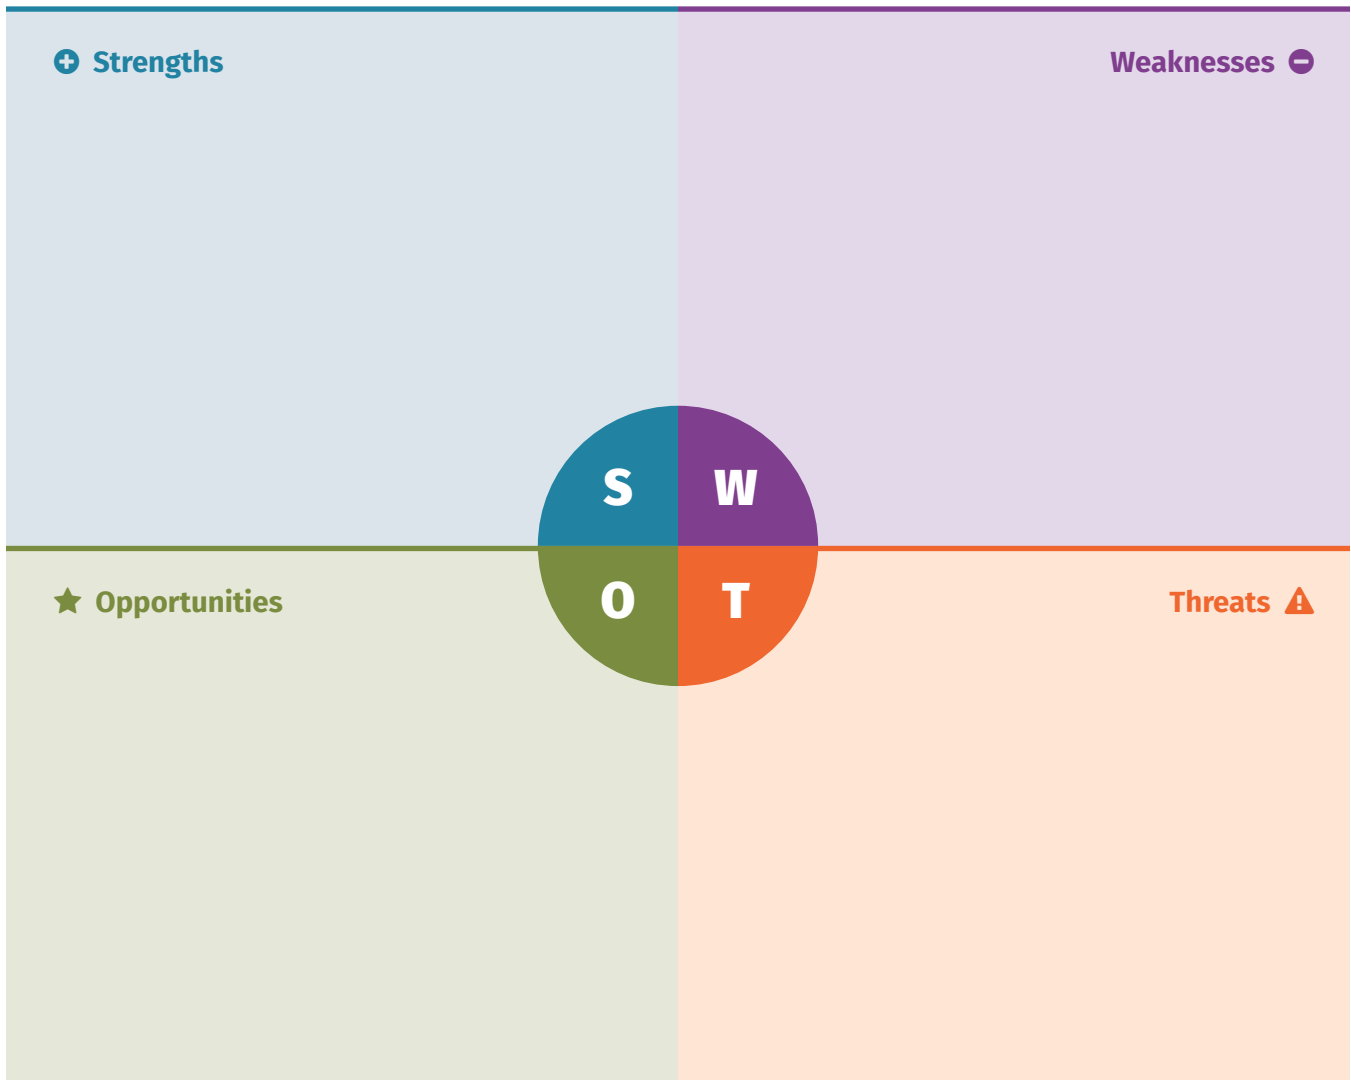 Strengths
Weaknesses
S W
O T
Opportunities
Threats